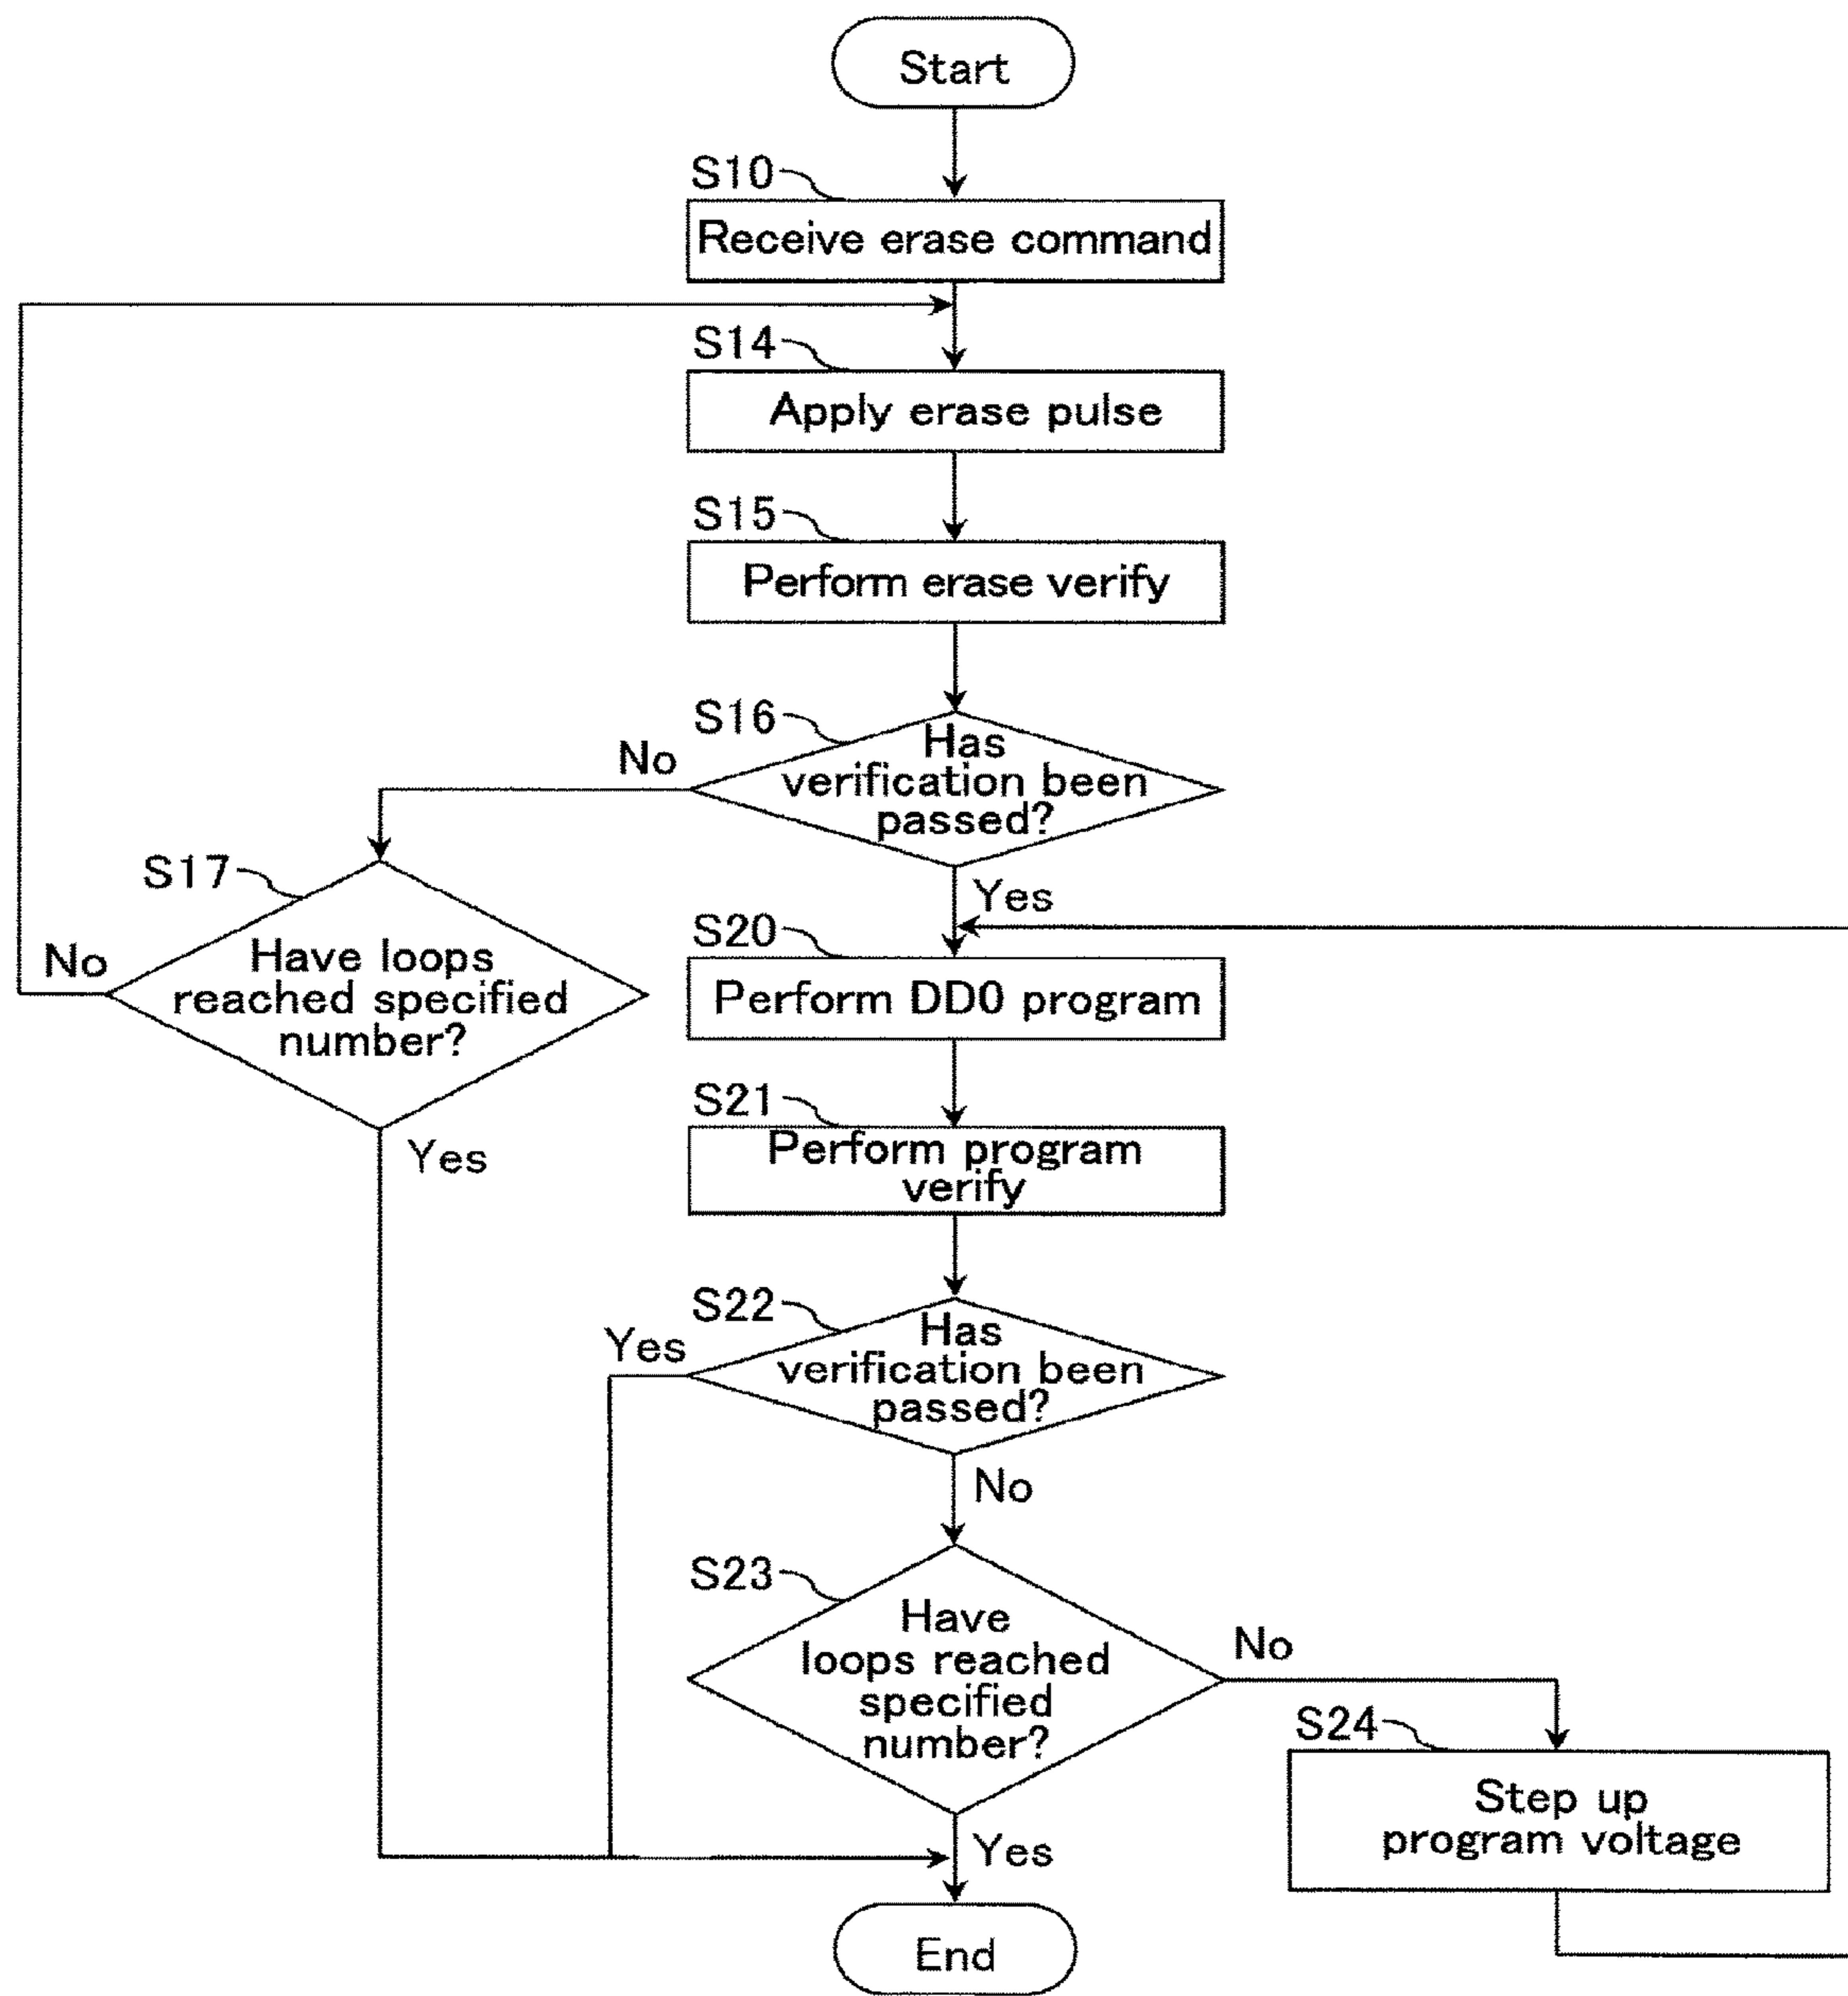 Start
S10
Receive erase command
S14
Apply erase pulse
S15
Perform erase verify
S16
Has
verification been
passed?
No
Yes
S17
Have loops
reached specified
number?
No
Yes
S20
Perform DD0 program
S21
Perform program
verify
S22
Has
verification been
passed?
Yes
No
S23
Have
loops reached
specified
number?
No
Yes
S24
Step up
program voltage
End